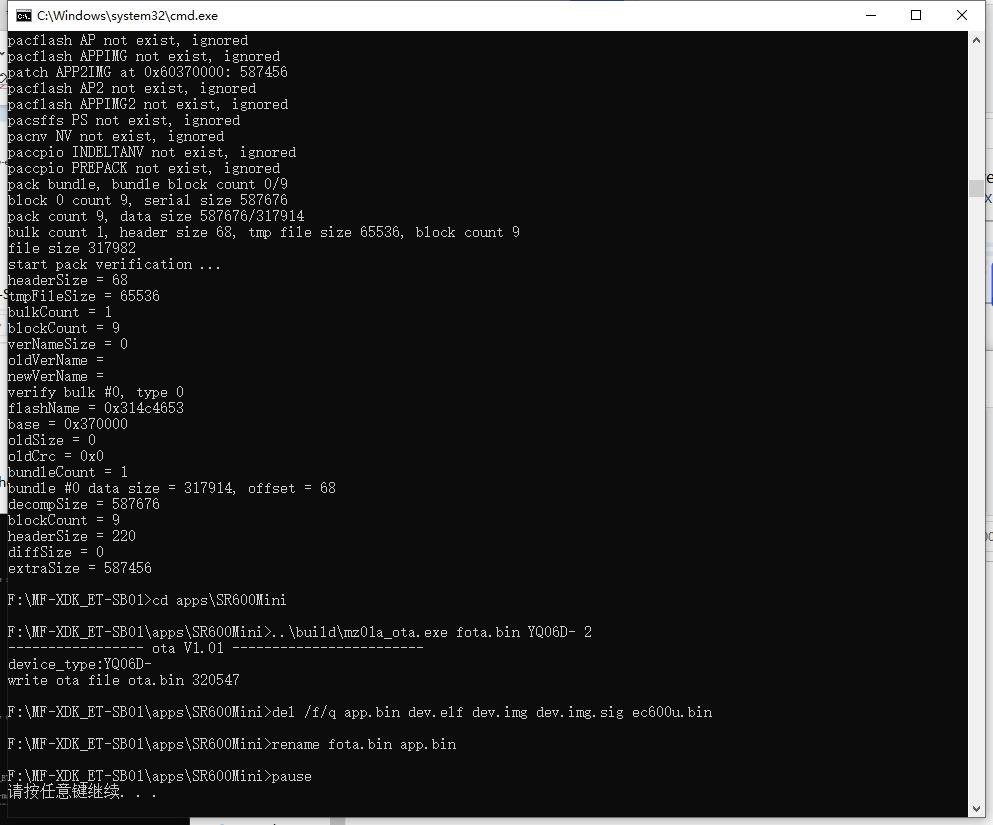 C:\Windows\system32\cmd.exe
pacflash AP not exist, ignored
pacflash APPIMG not exist, ignored
patch APP2IMG at 0x60370000: 587456
pacflash AP2 not exist, ignored
pacflash APPIMG2 not exist, ignored
pacsffs PS not exist, ignored
pacnv NV not exist, ignored
paccpio INDELTANV not exist, ignored
paccpio PREPACK not exist, ignored
pack bundle, bundle block count 0/9
block 0 count 9, serial size 587676
pack count 9, data size 587676/317914
bulk count 1, header size 68, tmp file size 65536, block count 9
file size 317982
start pack verification ...
headerSize = 68
tmpFileSize = 65536
bulkCount = 1
blockCount = 9
verNameSize = 0
oldVerName =
newVerName =
verify bulk #0, type 0
flashName = 0x314c4653
base = 0x370000
oldSize = 0
oldCrc = 0x0
bundleCount = 1
bundle #0 data size = 317914, offset = 68
decompSize = 587676
blockCount = 9
headerSize = 220
diffSize = 0
extraSize = 587456
F:\MF-XDK_ET-SB01>cd apps\SR600Mini
F:\MF-XDK_ET-SB01\apps\SR600Mini>..\build\mz01a_ota.exe fota.bin YQ06D- 2
----------------- ota V1.01 ------------------------
device_type:YQ06D-
write ota file ota.bin 320547
F:\MF-XDK_ET-SB01\apps\SR600Mini>del /f/q app.bin dev.elf dev.img dev.img.sig ec600u.bin
F:\MF-XDK_ET-SB01\apps\SR600Mini>rename fota.bin app.bin
F:\MF-XDK_ET-SB01\apps\SR600Mini>pause
请按任意键继续. . .